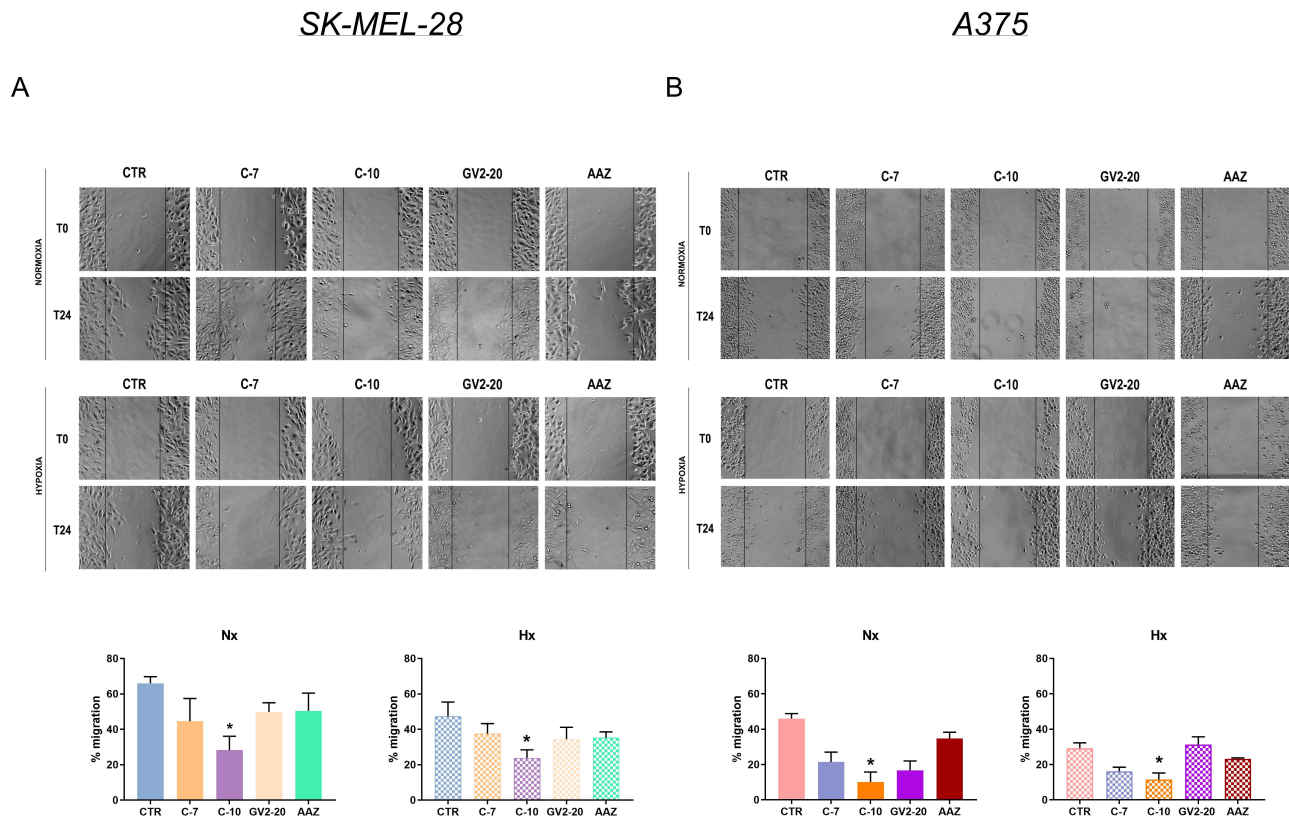 SK-MEL-28
A375
A
B
CTR C-7 C-10 GV2-20 AAZ
NORMOXIA
T0
T24
CTR C-7 C-10 GV2-20 AAZ
HYPOXIA
T0
T24
CTR C-7 C-10 GV2-20 AAZ
NORMOXIA
T0
T24
CTR C-7 C-10 GV2-20 AAZ
HYPOXIA
T0
T24
Nx
% migration
80
60
40
20
0
*
CTR C-7 C-10 GV2-20 AAZ
Hx
% migration
80
60
40
20
0
*
CTR C-7 C-10 GV2-20 AAZ
Nx
% migration
80
60
40
20
0
*
CTR C-7 C-10 GV2-20 AAZ
Hx
% migration
80
60
40
20
0
*
CTR C-7 C-10 GV2-20 AAZ